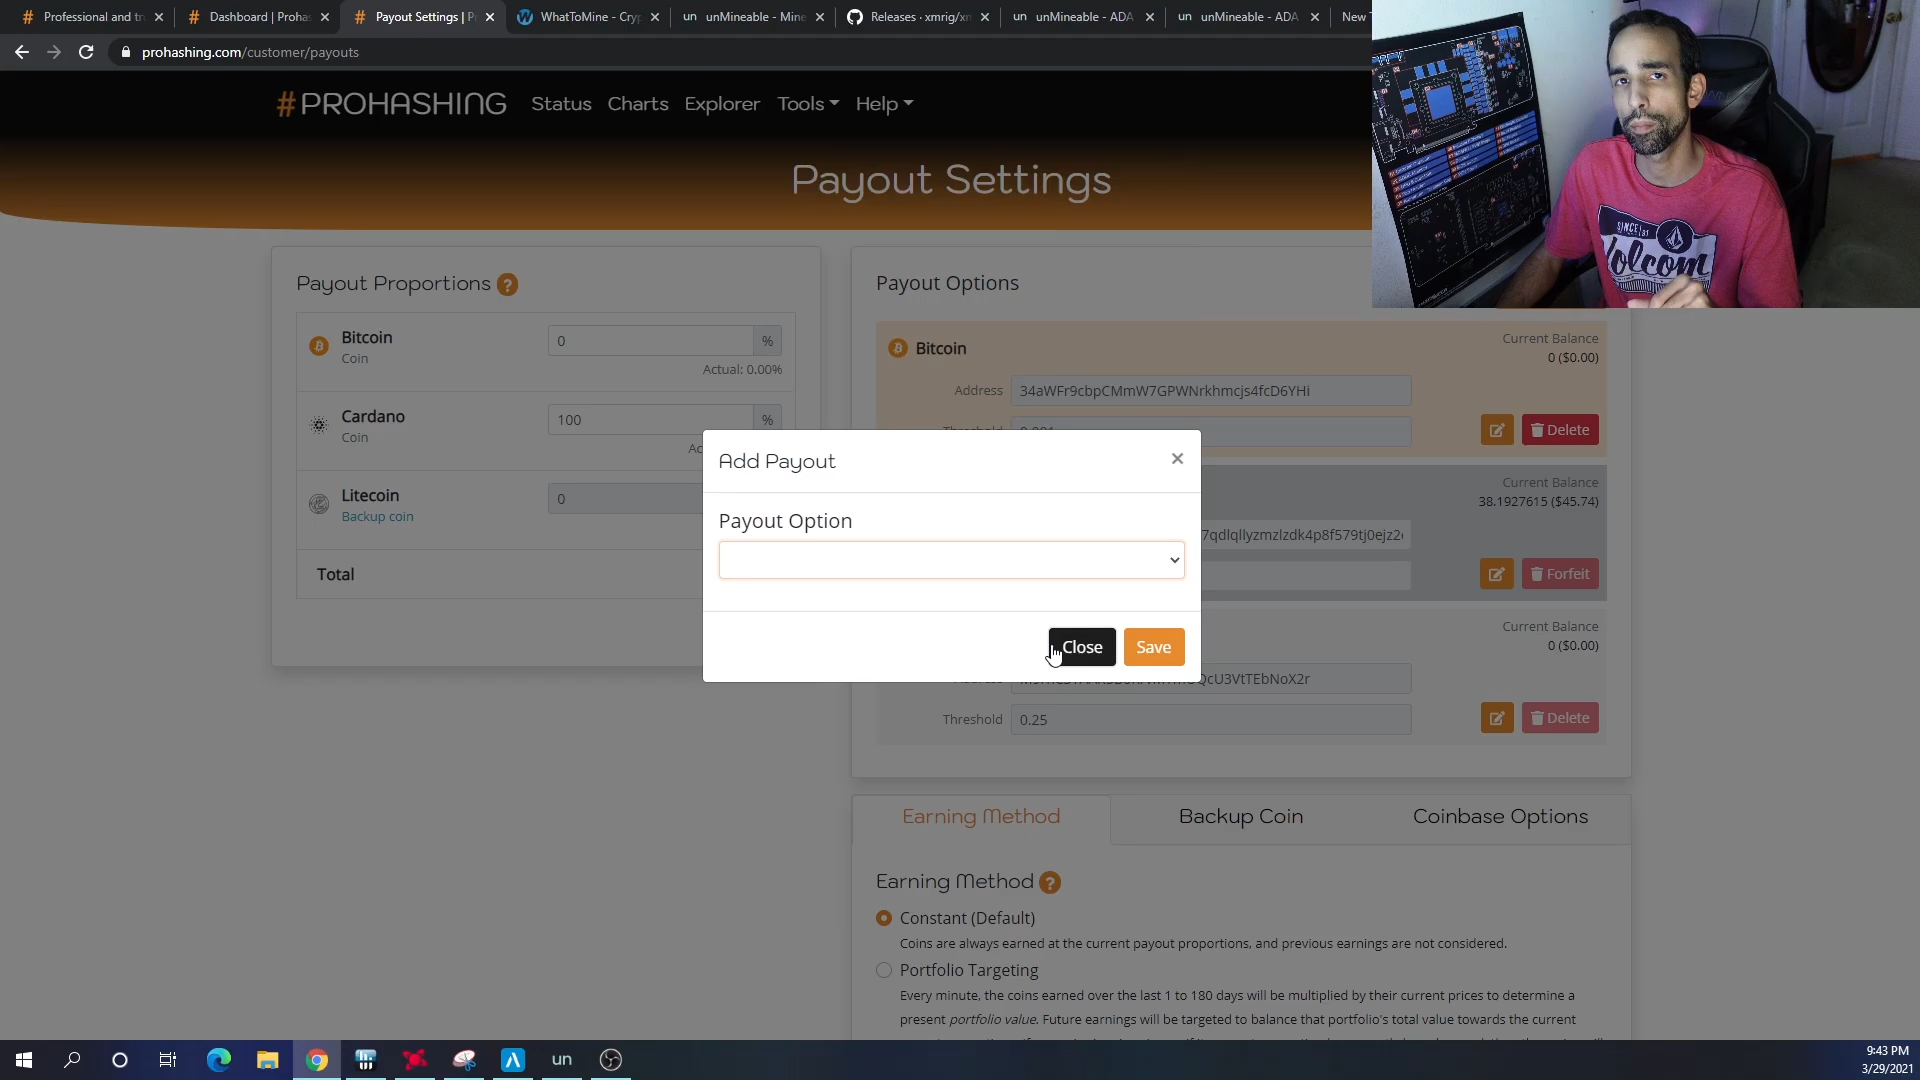 Professional and tr
Dashboard | Prohas
Payout Settings | P
WhatToMine - Cryp
unMineable - Mine
Releases · xmrig/xm
unMineable - ADA
unMineable - ADA
New
prohashing.com/customer/payouts
#PROHASHING Status Charts Explorer Tools Help
Payout Settings
Payout Proportions ?
Bitcoin
Coin
0 %
Actual: 0.00%
Cardano
Coin
100 %
Litecoin
Backup coin
0
Total
Payout Options
Bitcoin
Current Balance
0 ($0.00)
Address 34aWFr9cbpCMmW7GPWNrkhmcjs4fcD6YHi
Threshold 0.001
Delete
Current Balance
38.1927615 ($45.74)
7qdlqllyzmzlzdk4p8f579tj0ejz2
Forfeit
Current Balance
0 ($0.00)
QcU3VtTEbNoX2r
Threshold 0.25
Delete
Add Payout
×
Payout Option
Close
Save
Earning Method
Backup Coin
Coinbase Options
Earning Method ?
Constant (Default)
Coins are always earned at the current payout proportions, and previous earnings are not considered.
Portfolio Targeting
Every minute, the coins earned over the last 1 to 180 days will be multiplied by their current prices to determine a
present portfolio value. Future earnings will be targeted to balance that portfolio's total value towards the current
SINCE 91
Volcom
un
9:43 PM
3/29/2021